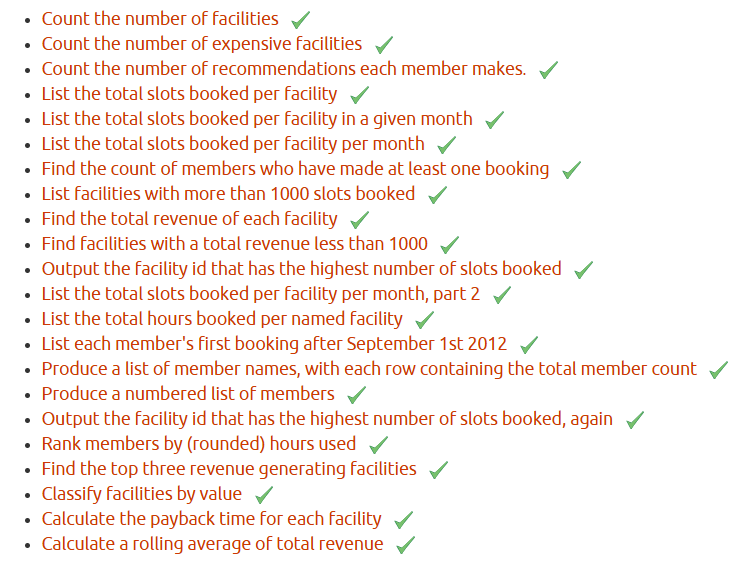 Count the number of facilities
Count the number of expensive facilities
Count the number of recommendations each member makes.
List the total slots booked per facility
List the total slots booked per facility in a given month
List the total slots booked per facility per month
Find the count of members who have made at least one booking
List facilities with more than 1000 slots booked
Find the total revenue of each facility
Find facilities with a total revenue less than 1000
Output the facility id that has the highest number of slots booked
List the total slots booked per facility per month, part 2
List the total hours booked per named facility
List each member's first booking after September 1st 2012
Produce a list of member names, with each row containing the total member count
Produce a numbered list of members
Output the facility id that has the highest number of slots booked, again
Rank members by (rounded) hours used
Find the top three revenue generating facilities
Classify facilities by value
Calculate the payback time for each facility
Calculate a rolling average of total revenue